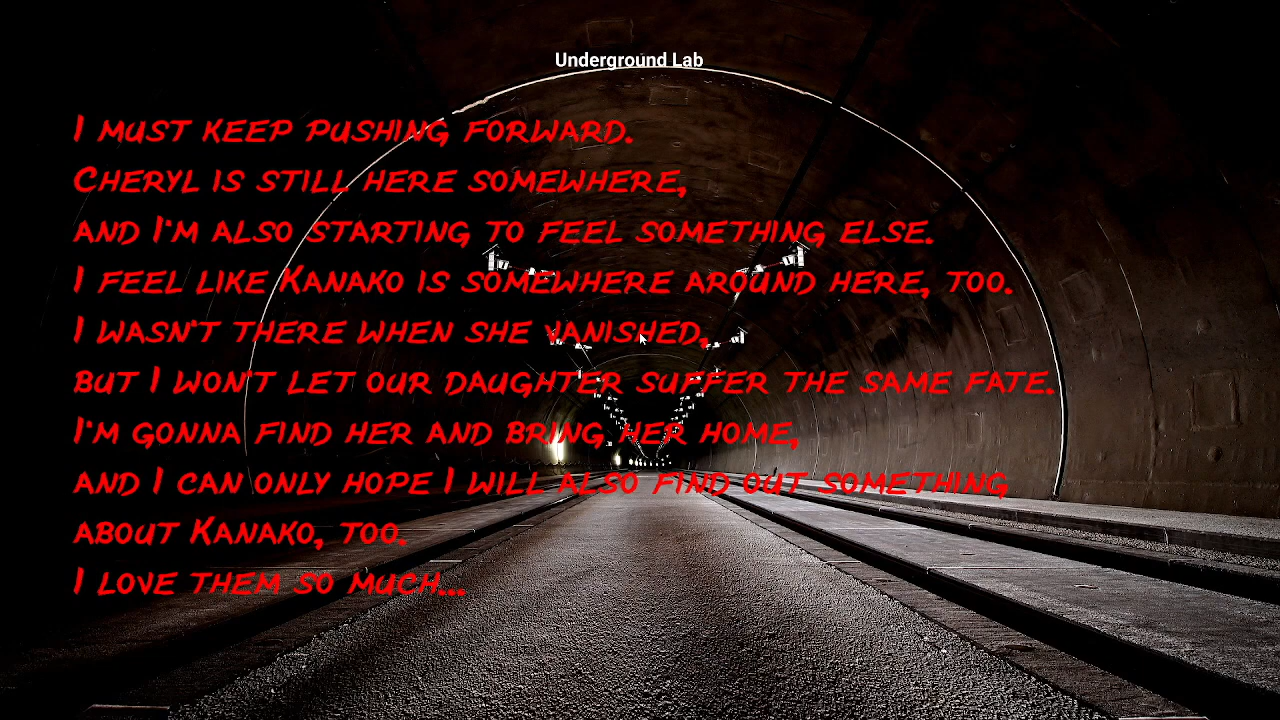 Underground Lab
I must keep pushing forward.
Cheryl is still here somewhere,
and I'm also starting to feel something else.
I feel like Kanako is somewhere around here, too.
I wasn't there when she vanished,
but I won't let our daughter suffer the same fate.
I'm gonna find her and bring her home,
and I can only hope I will also find out something
about Kanako, too.
I love them so much...